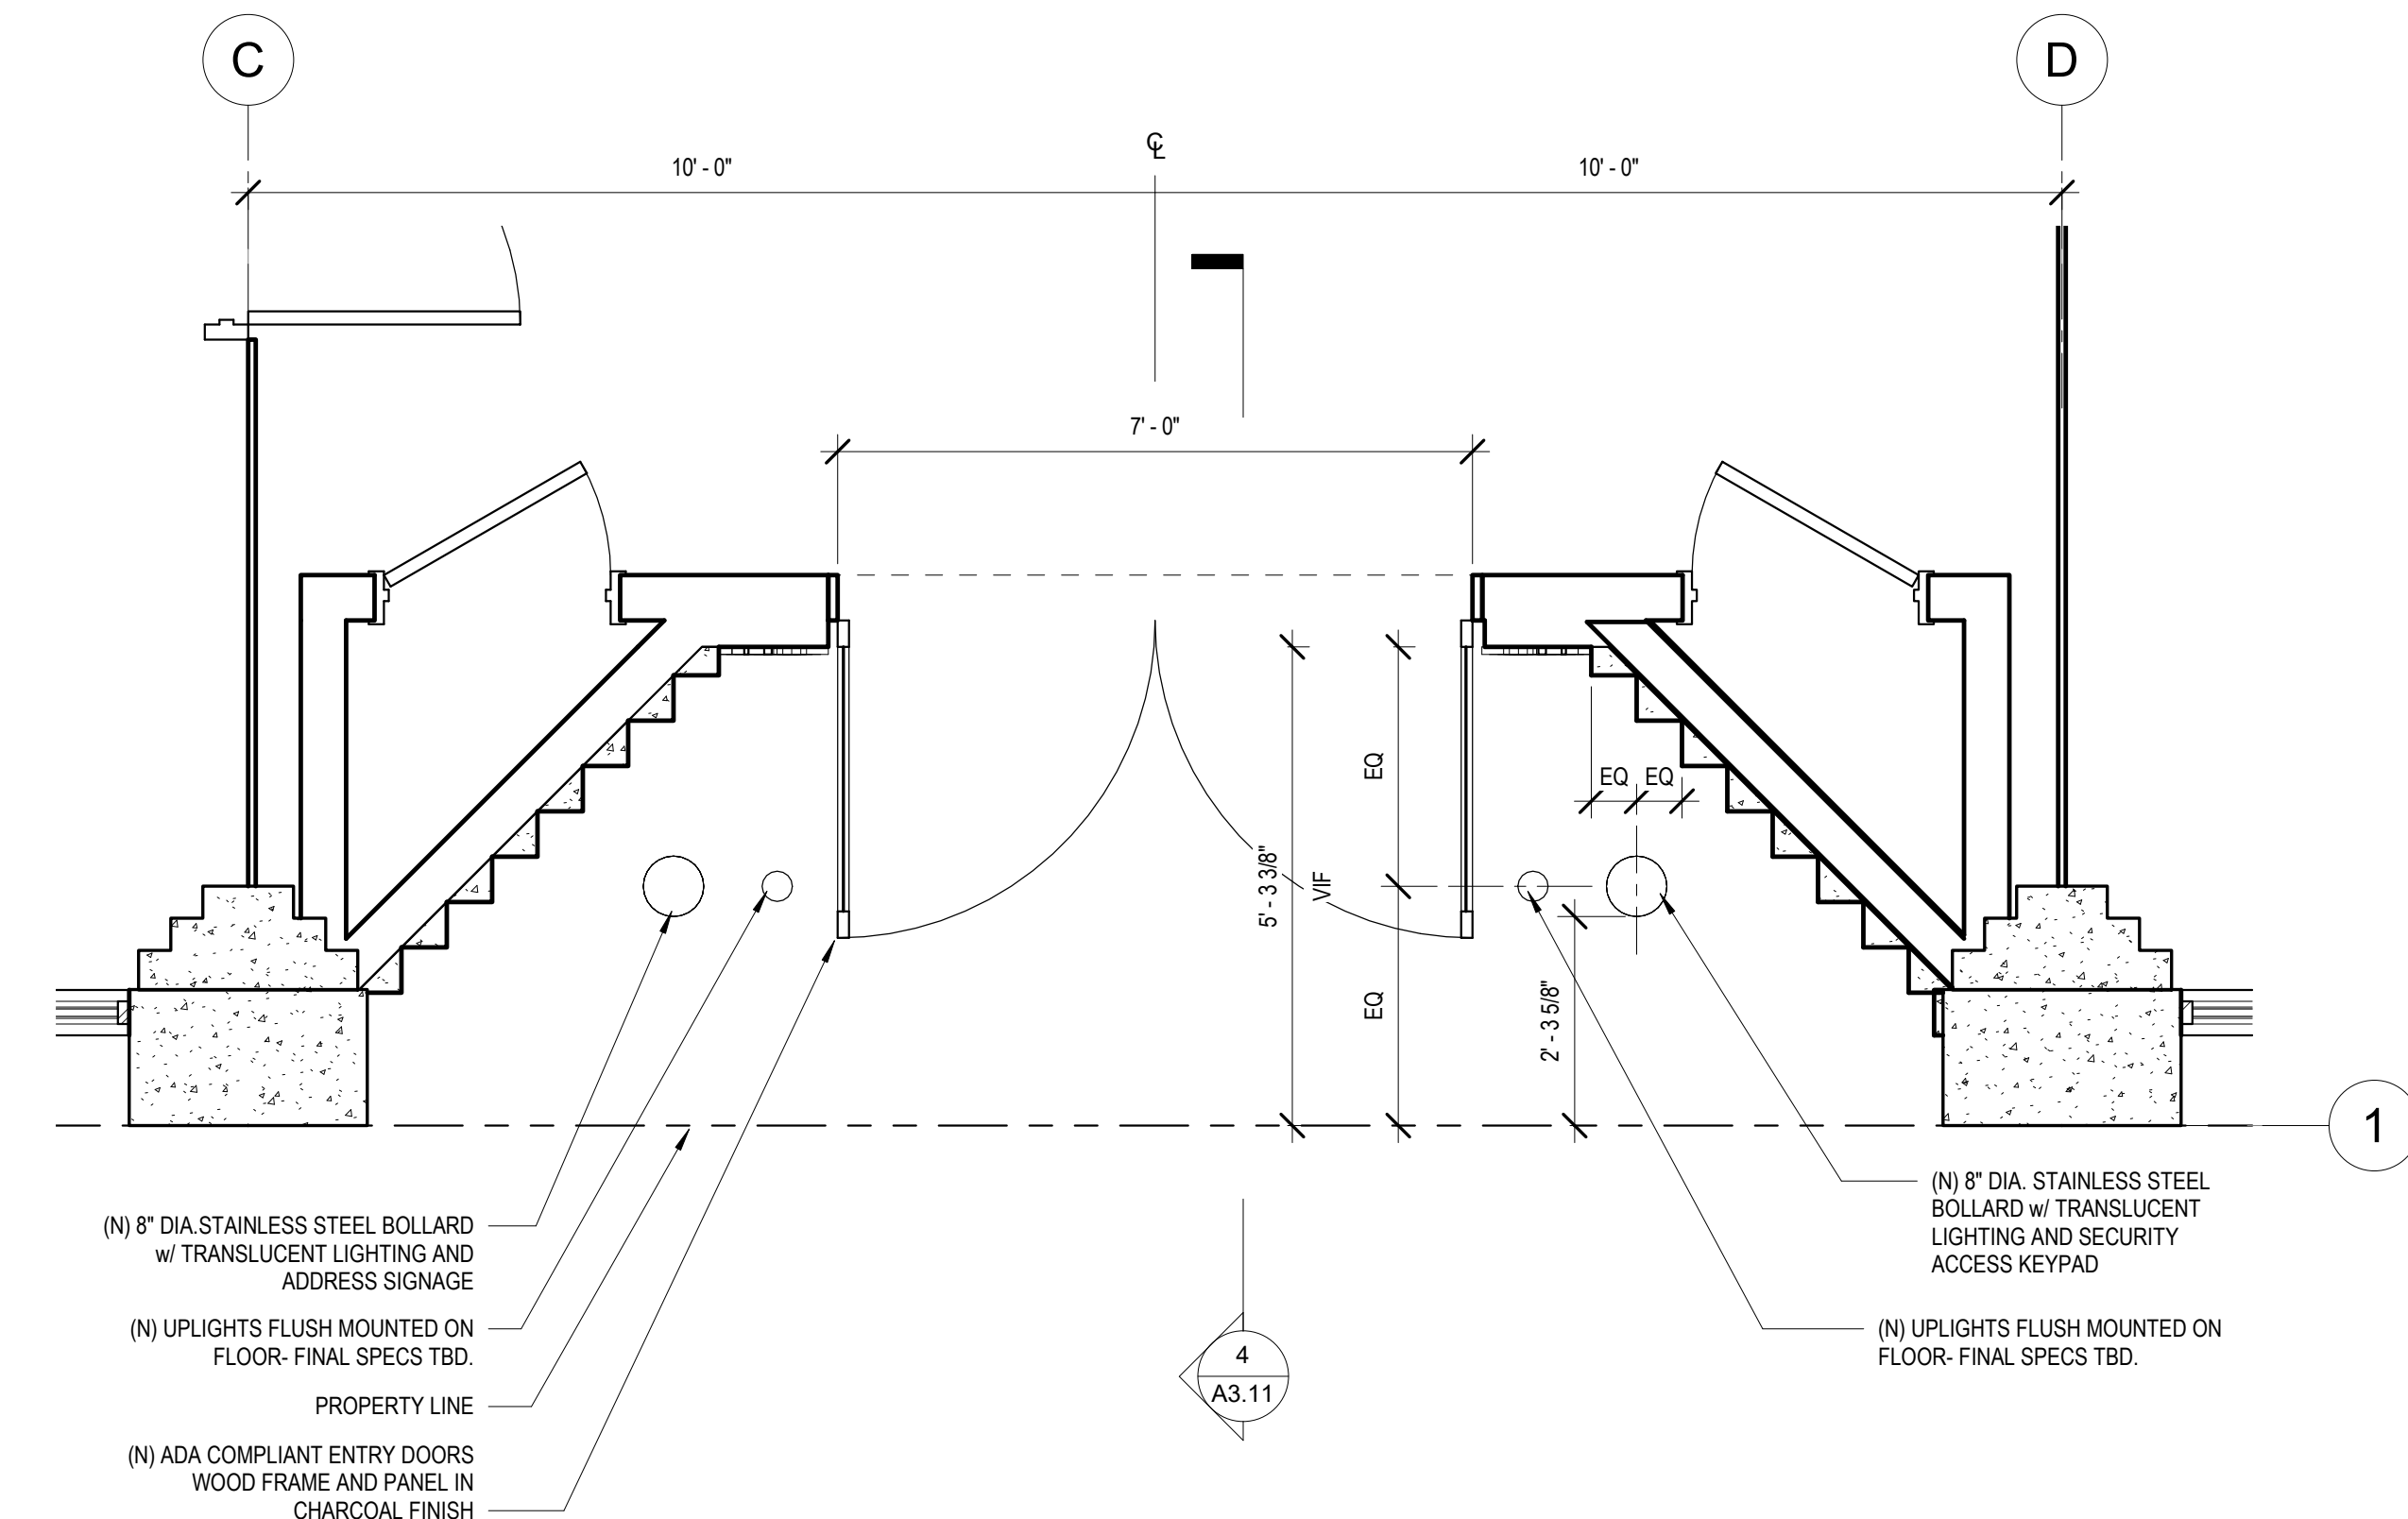 C
D
℄
10' - 0"
10' - 0"
7' - 0"
EQ
EQ EQ
5' - 3 3/8"
VIF
EQ
2' - 3 5/8"
1
(N) 8" DIA.STAINLESS STEEL BOLLARD
w/ TRANSLUCENT LIGHTING AND
ADDRESS SIGNAGE
(N) UPLIGHTS FLUSH MOUNTED ON
FLOOR- FINAL SPECS TBD.
PROPERTY LINE
(N) ADA COMPLIANT ENTRY DOORS
WOOD FRAME AND PANEL IN
CHARCOAL FINISH
4
A3.11
(N) 8" DIA. STAINLESS STEEL
BOLLARD w/ TRANSLUCENT
LIGHTING AND SECURITY
ACCESS KEYPAD
(N) UPLIGHTS FLUSH MOUNTED ON
FLOOR- FINAL SPECS TBD.